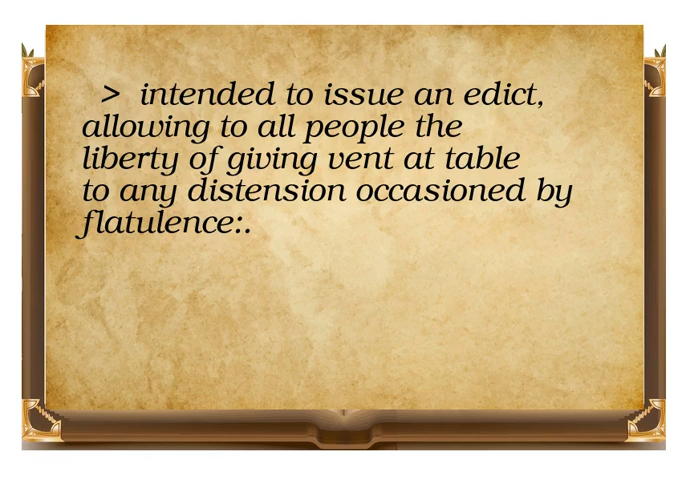 > intended to issue an edict,
allowing to all people the
liberty of giving vent at table
to any distension occasioned by
flatulence:.